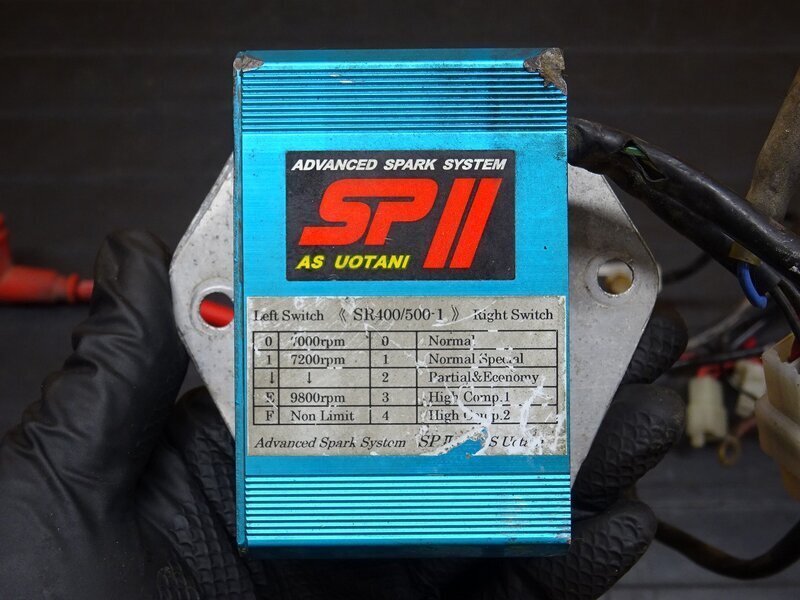 ADVANCED SPARK SYSTEM
SPII
AS UOTANI
Left Switch 《 SR400/500-1 》 Right Switch
0 7000rpm 0 Normal
1 7200rpm 1 Normal Special
↓ ↓ 2 Partial&Economy
E 9800rpm 3 High Comp.1
F Non Limit 4 High Comp.2
Advanced Spark System SPII S Uotani